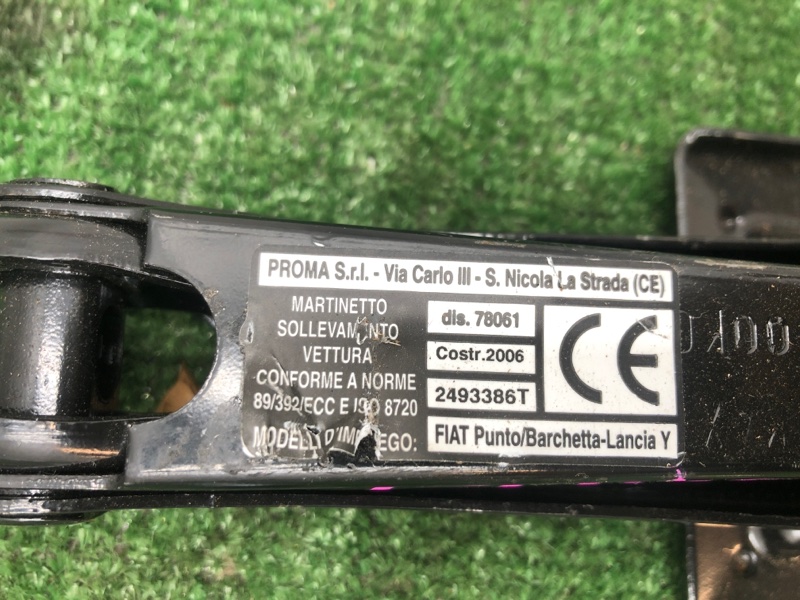 PROMA S.r.l. - Via Carlo III - S. Nicola La Strada (CE)
MARTINETTO
SOLLEVAMENTO
VETTURA
CONFORME A NORME
89/392/ECC E ISO 8720
MODELLI D'IMPIEGO:
dis. 78061
Costr.2006
2493386T
CE
FIAT Punto/Barchetta-Lancia Y